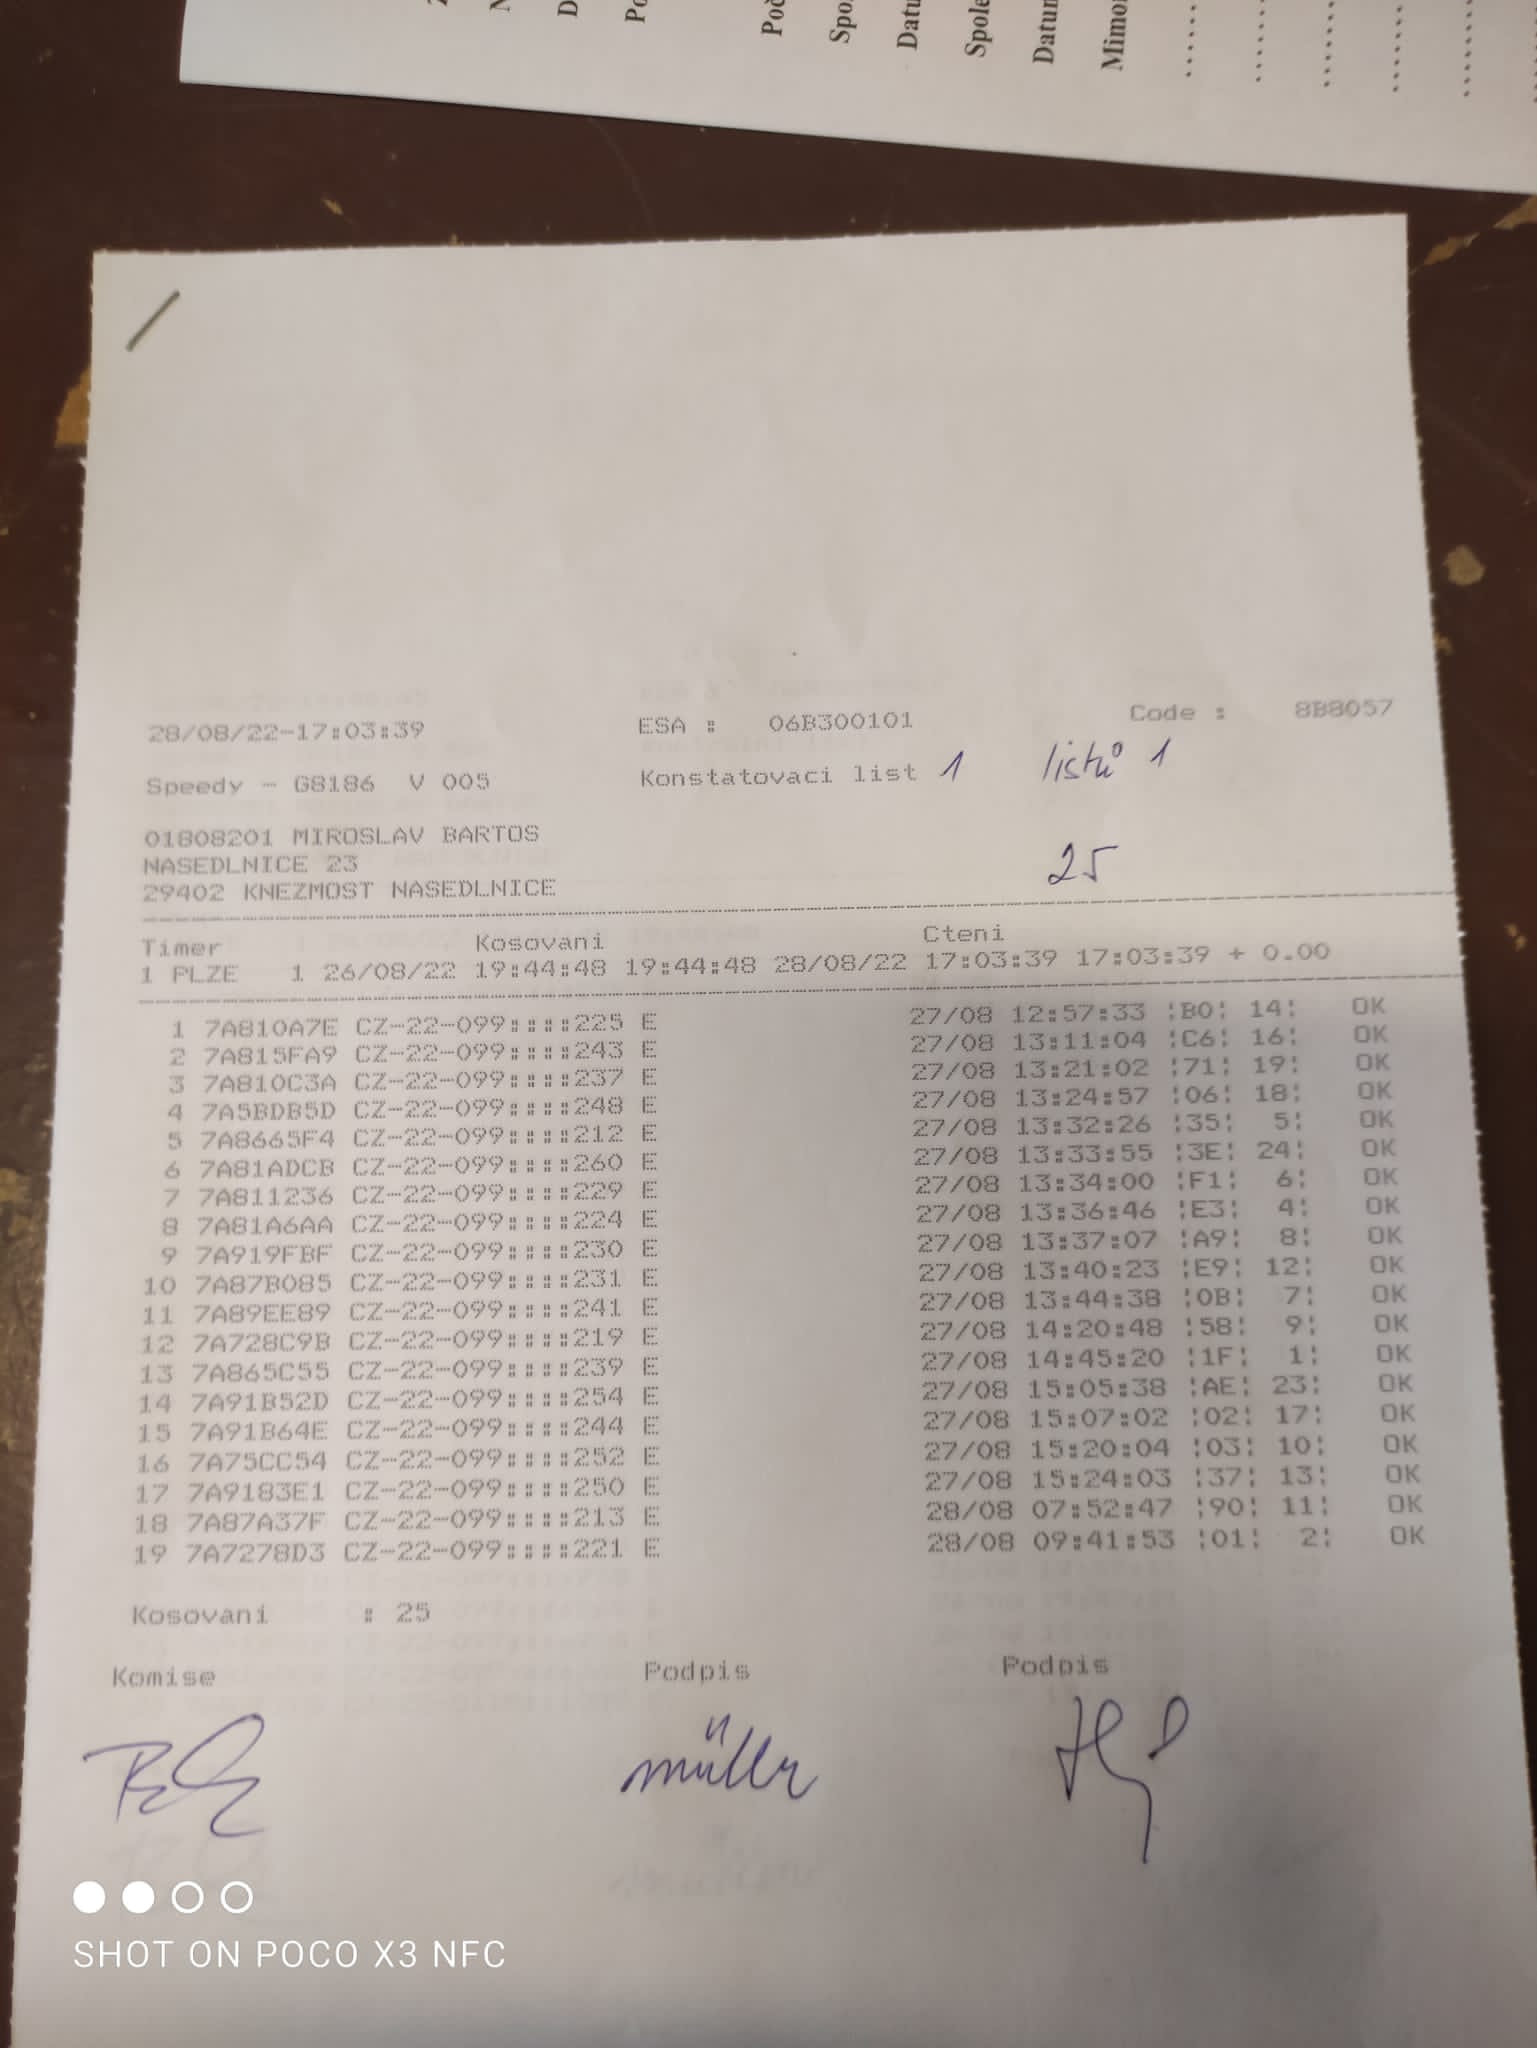 Datu
Spole
Datum
Mimo
28/08/22-17:03:39 ESA : 06B300101 Code : 8B8057
Speedy - G8186 V 005 Konstatovaci list 1 listů 1
01808201 MIROSLAV BARTOS
NASEDLNICE 23 25
29402 KNEZMOST NASEDLNICE
Timer Kosovani Cteni
1 PLZE 1 26/08/22 19:44:48 19:44:48 28/08/22 17:03:39 17:03:39 + 0.00
1 7A810A7E CZ-22-099::::225 E 27/08 12:57:33 ¦B0¦ 14¦ OK
2 7A815FA9 CZ-22-099::::243 E 27/08 13:11:04 ¦C6¦ 16¦ OK
3 7A810C3A CZ-22-099::::237 E 27/08 13:21:02 ¦71¦ 19¦ OK
4 7A5BDB5D CZ-22-099::::248 E 27/08 13:24:57 ¦06¦ 18¦ OK
5 7A8665F4 CZ-22-099::::212 E 27/08 13:32:26 ¦35¦ 5¦ OK
6 7A81ADCB CZ-22-099::::260 E 27/08 13:33:55 ¦3E¦ 24¦ OK
7 7A811236 CZ-22-099::::229 E 27/08 13:34:00 ¦F1¦ 6¦ OK
8 7A81A6AA CZ-22-099::::224 E 27/08 13:36:46 ¦E3¦ 4¦ OK
9 7A919FBF CZ-22-099::::230 E 27/08 13:37:07 ¦A9¦ 8¦ OK
10 7A87B085 CZ-22-099::::231 E 27/08 13:40:23 ¦E9¦ 12¦ OK
11 7A89EE89 CZ-22-099::::241 E 27/08 13:44:38 ¦0B¦ 7¦ OK
12 7A728C9B CZ-22-099::::219 E 27/08 14:20:48 ¦58¦ 9¦ OK
13 7A865C55 CZ-22-099::::239 E 27/08 14:45:20 ¦1F¦ 1¦ OK
14 7A91B52D CZ-22-099::::254 E 27/08 15:05:38 ¦AE¦ 23¦ OK
15 7A91B64E CZ-22-099::::244 E 27/08 15:07:02 ¦02¦ 17¦ OK
16 7A75CC54 CZ-22-099::::252 E 27/08 15:20:04 ¦03¦ 10¦ OK
17 7A9183E1 CZ-22-099::::250 E 27/08 15:24:03 ¦37¦ 13¦ OK
18 7A87A37F CZ-22-099::::213 E 28/08 07:52:47 ¦90¦ 11¦ OK
19 7A7278D3 CZ-22-099::::221 E 28/08 09:41:53 ¦01¦ 2¦ OK
Kosovani : 25
Komise Podpis Podpis
müller
SHOT ON POCO X3 NFC